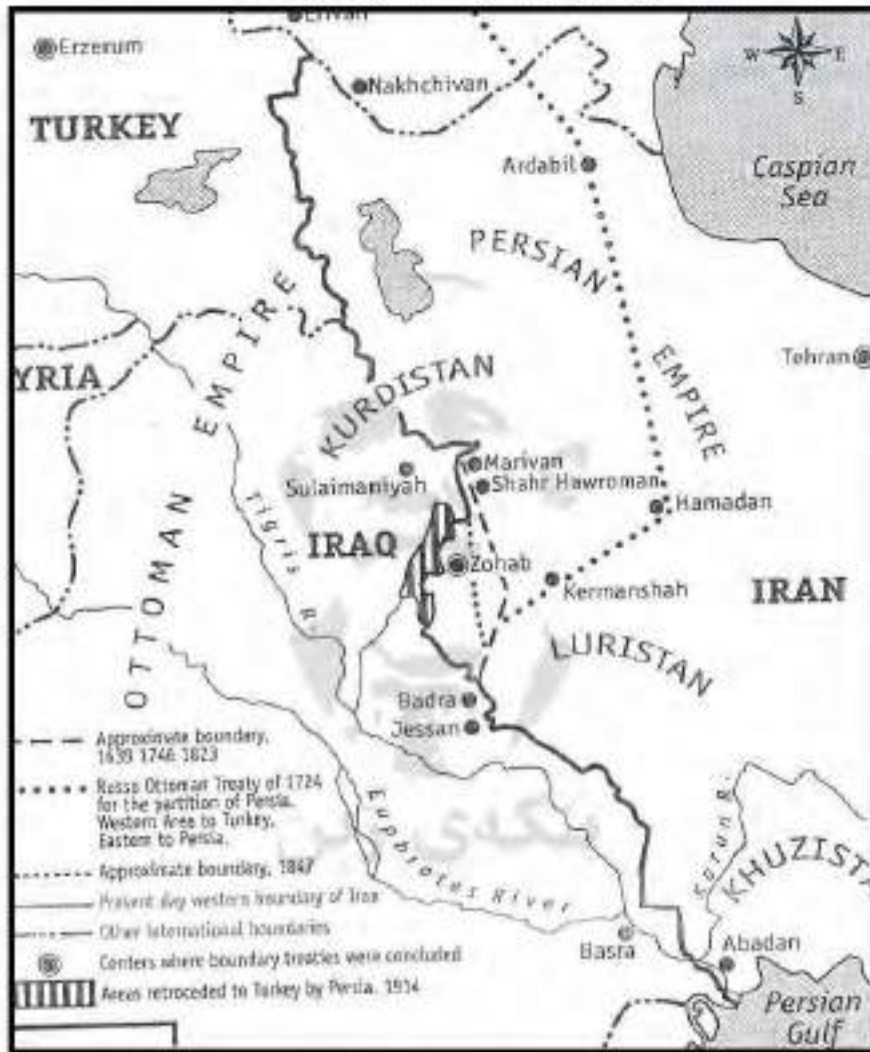 Erivan
Erzerum
Nakhchivan
W E
S
TURKEY
Ardabil
Caspian
Sea
PERSIAN
EMPIRE
OTTOMAN EMPIRE
Tehran
YRIA
KURDISTAN
Marivan
Sulaimaniyah
Shahr Hawroman
Hamadan
Tigris R.
IRAQ
Zohab
Kermanshah
IRAN
LURISTAN
Badra
Jessan
Approximate boundary,
1639 1746 1823
Russo Ottoman Treaty of 1724
for the partition of Persia.
Western Area to Turkey,
Eastern to Persia.
Approximate boundary, 1847
Present day western boundary of Iran
Other International boundaries
Centers where boundary treaties were concluded
Areas retroceded to Turkey by Persia, 1914
Euphrates River
Karun R.
KHUZISTA
Basra
Abadan
Persian
Gulf